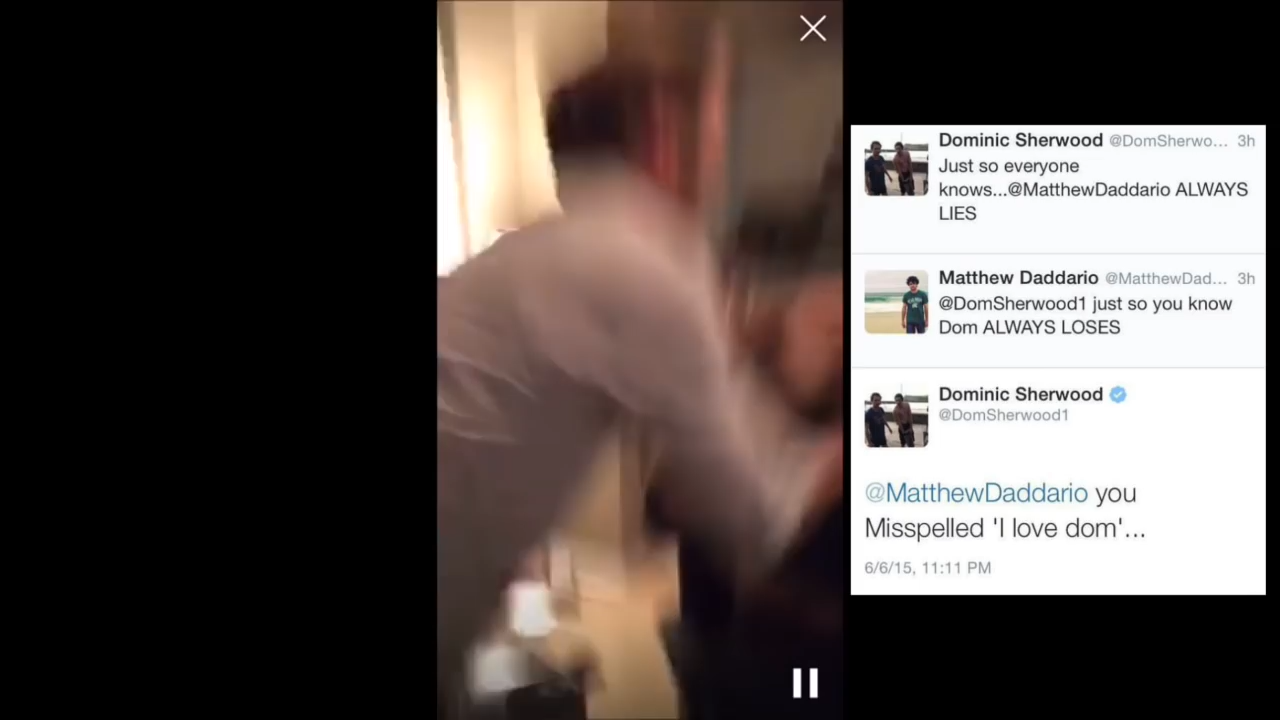 Dominic Sherwood @DomSherwo... 3h
Just so everyone
knows...@MatthewDaddario ALWAYS
LIES
Matthew Daddario @MatthewDad... 3h
@DomSherwood1 just so you know
Dom ALWAYS LOSES
Dominic Sherwood
@DomSherwood1
@MatthewDaddario you
Misspelled 'I love dom'...
6/6/15, 11:11 PM